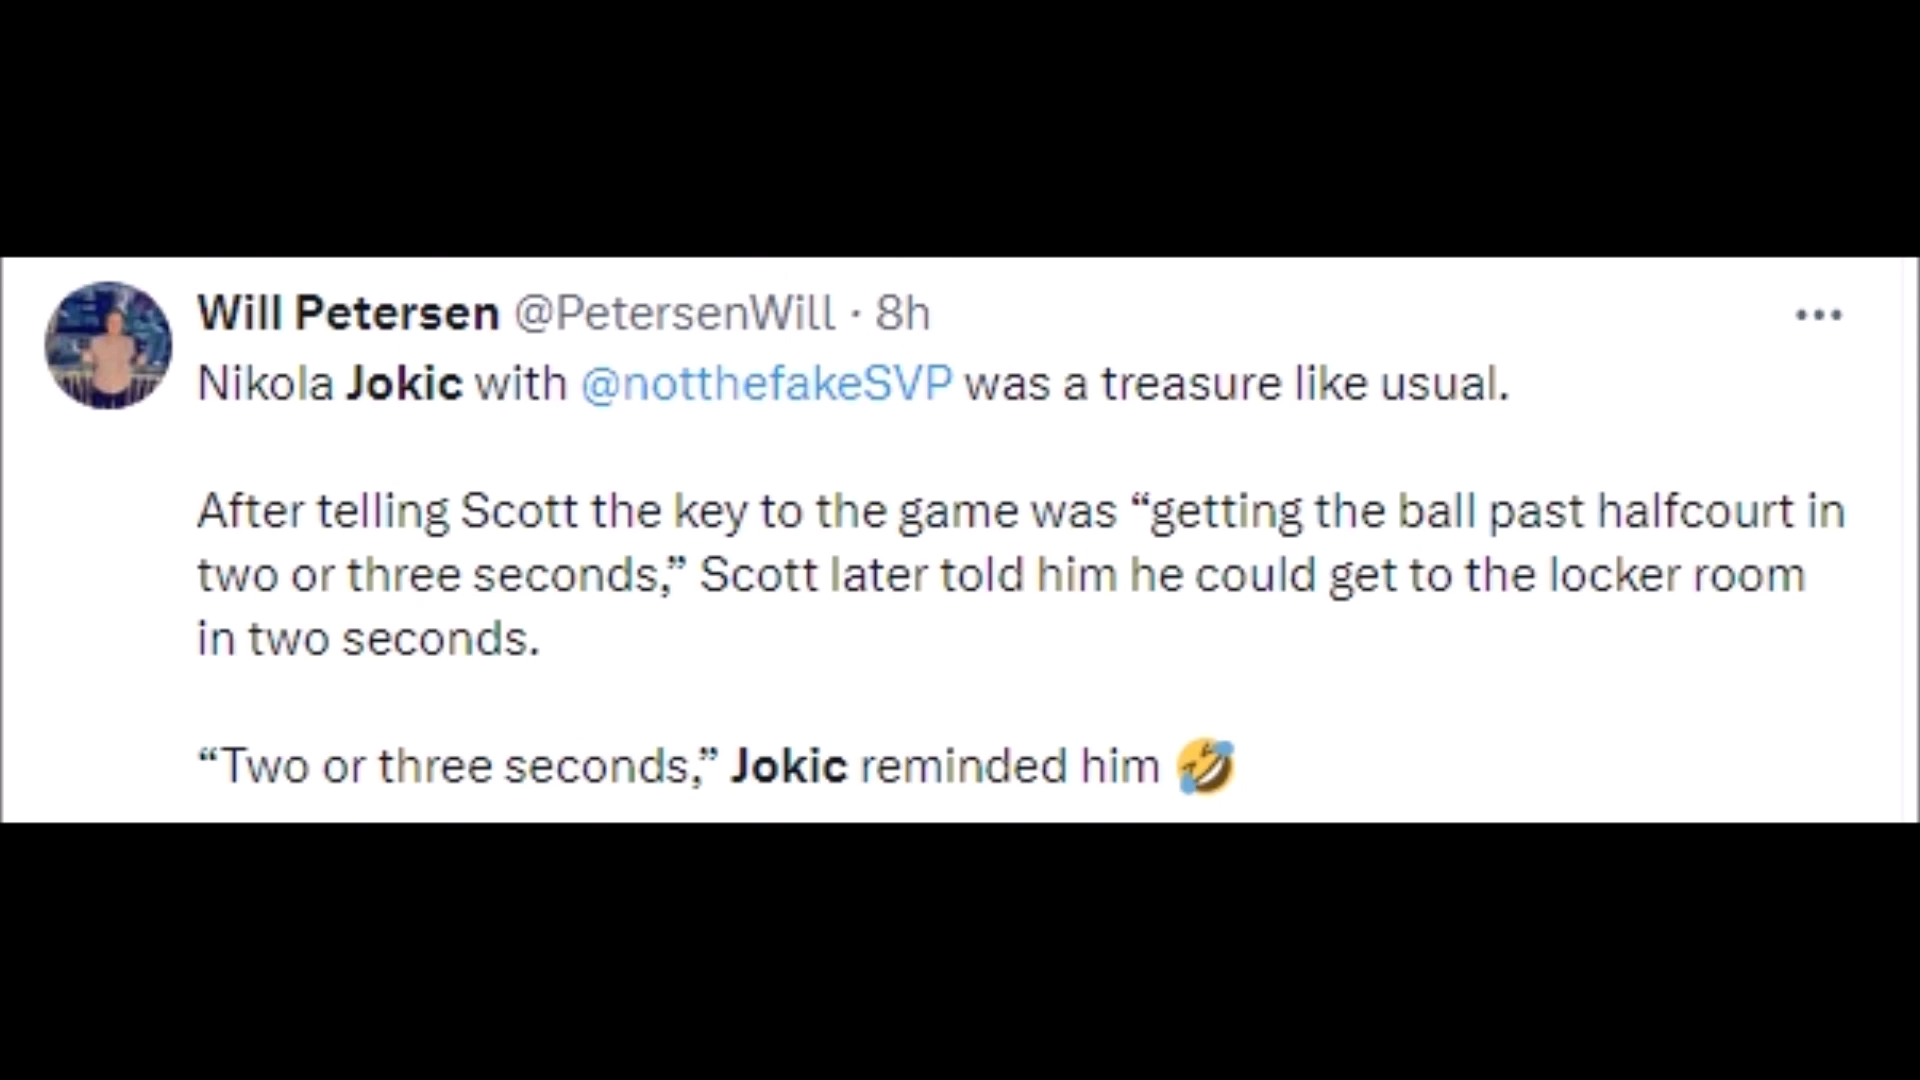 Will Petersen @PetersenWill · 8h
Nikola Jokic with @notthefakeSVP was a treasure like usual.
After telling Scott the key to the game was “getting the ball past halfcourt in
two or three seconds,” Scott later told him he could get to the locker room
in two seconds.
“Two or three seconds,” Jokic reminded him 🤣